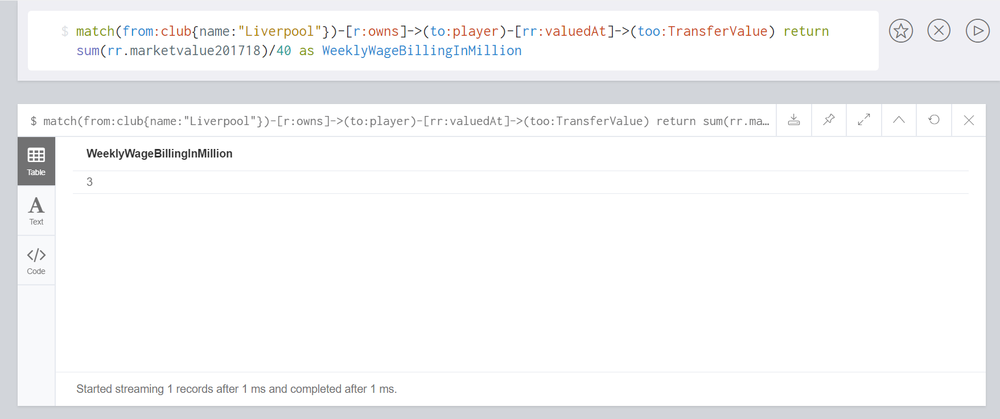 $ match(from:club{name:"Liverpool"})-[r:owns]->(to:player)-[rr:valuedAt]->(too:TransferValue) return
sum(rr.marketvalue201718)/40 as WeeklyWageBillingInMillion
$ match(from:club{name:"Liverpool"})-[r:owns]->(to:player)-[rr:valuedAt]->(too:TransferValue) return sum(rr.ma…
Table
WeeklyWageBillingInMillion
3
A
Text
</>
Code
Started streaming 1 records after 1 ms and completed after 1 ms.